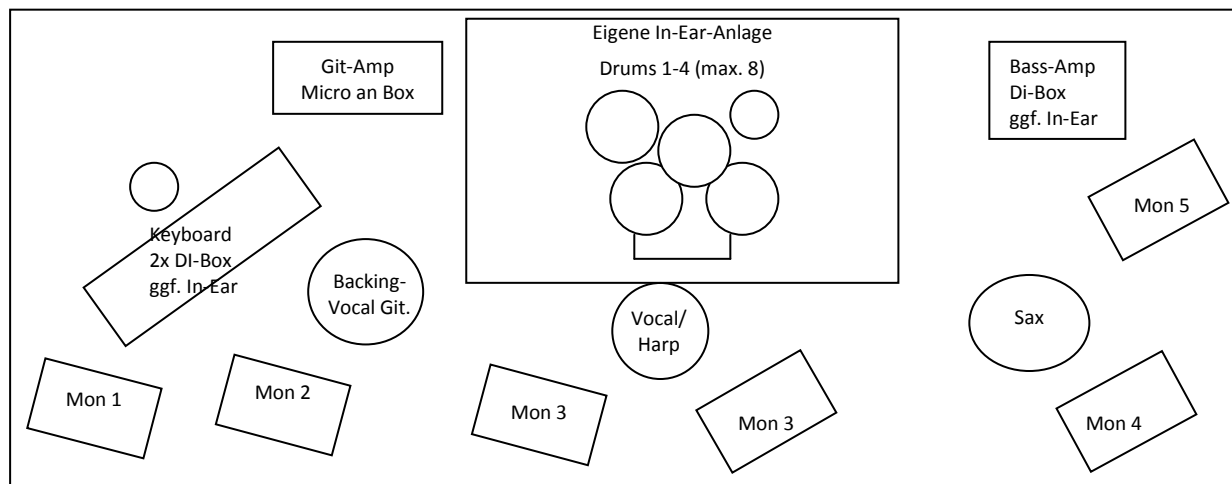 Eigene In-Ear-Anlage
Drums 1-4 (max. 8)
Git-Amp
Micro an Box
Bass-Amp
Di-Box
ggf. In-Ear
Mon 5
Keyboard
2x DI-Box
ggf. In-Ear
Backing-
Vocal Git.
Vocal/
Harp
Sax
Mon 1
Mon 2
Mon 3
Mon 3
Mon 4